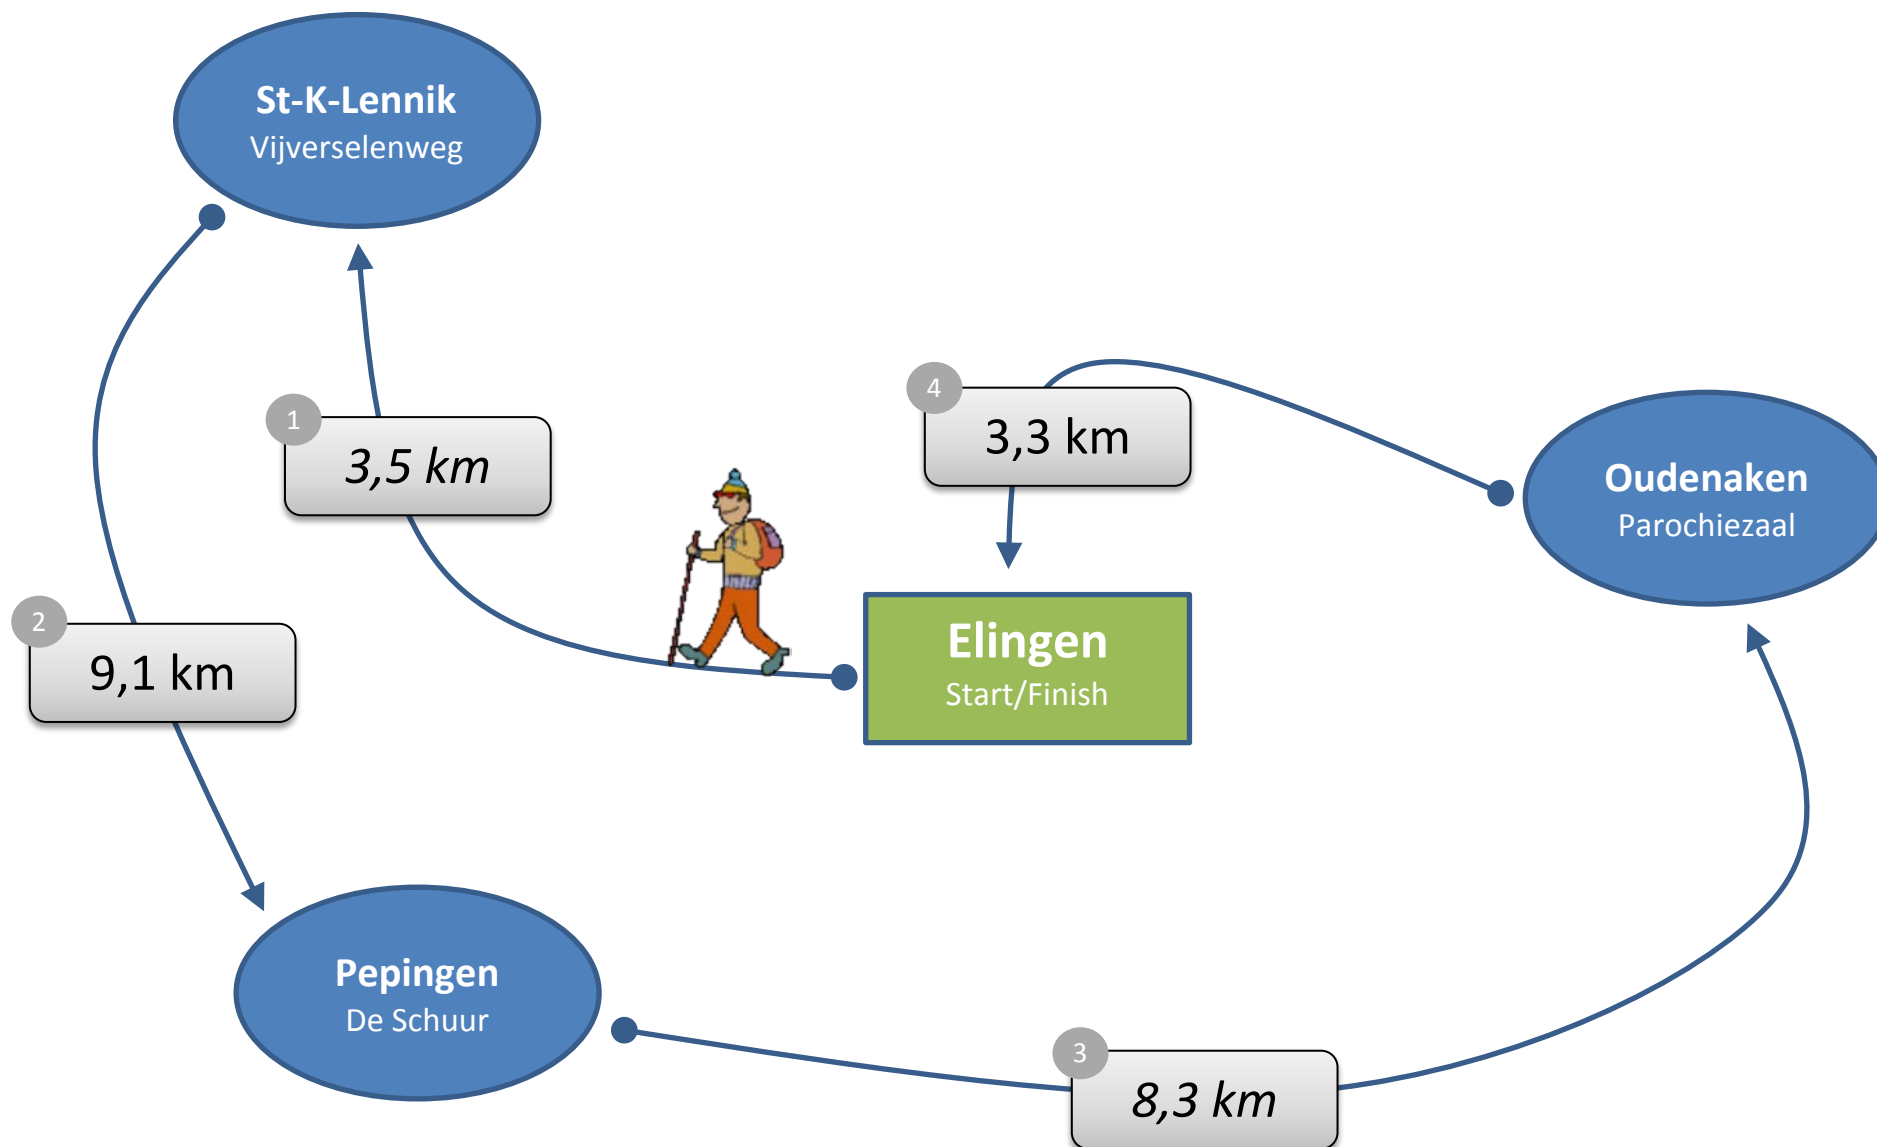 St-K-Lennik
Vijverselenweg
1
3,5 km
4
3,3 km
Oudenaken
Parochiezaal
2
9,1 km
Elingen
Start/Finish
Pepingen
De Schuur
3
8,3 km